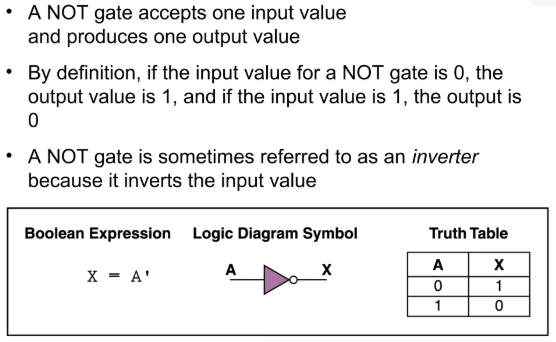 • A NOT gate accepts one input value
and produces one output value
• By definition, if the input value for a NOT gate is 0, the
output value is 1, and if the input value is 1, the output is
0
• A NOT gate is sometimes referred to as an inverter
because it inverts the input value
Boolean Expression Logic Diagram Symbol Truth Table
X = A'
A X
A X
0 1
1 0